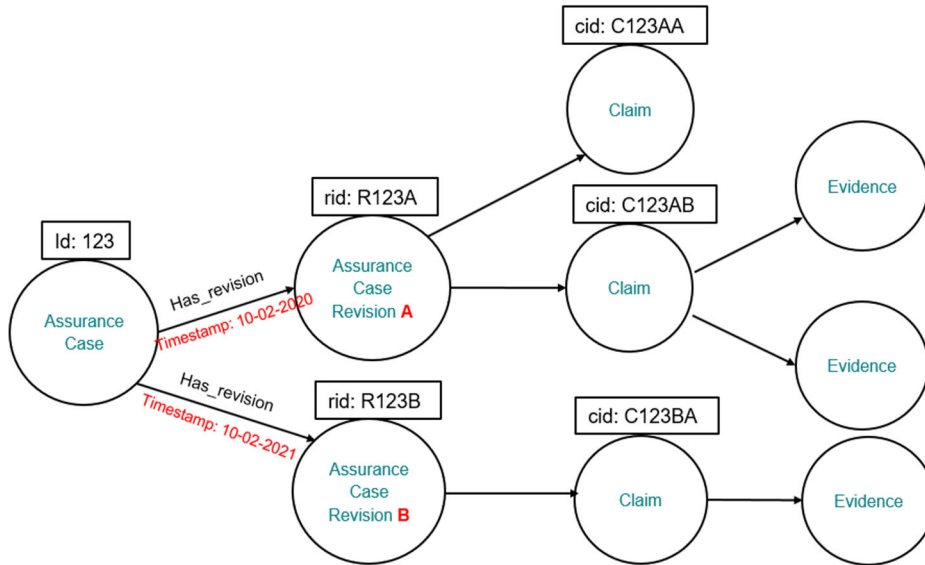 cid: C123AA
Claim
rid: R123A
cid: C123AB
Evidence
Id: 123
Has_revision
Timestamp: 10-02-2020
Assurance
Case
Revision A
Claim
Assurance
Case
Has_revision
Timestamp: 10-02-2021
rid: R123B
cid: C123BA
Evidence
Assurance
Case
Revision B
Claim
Evidence